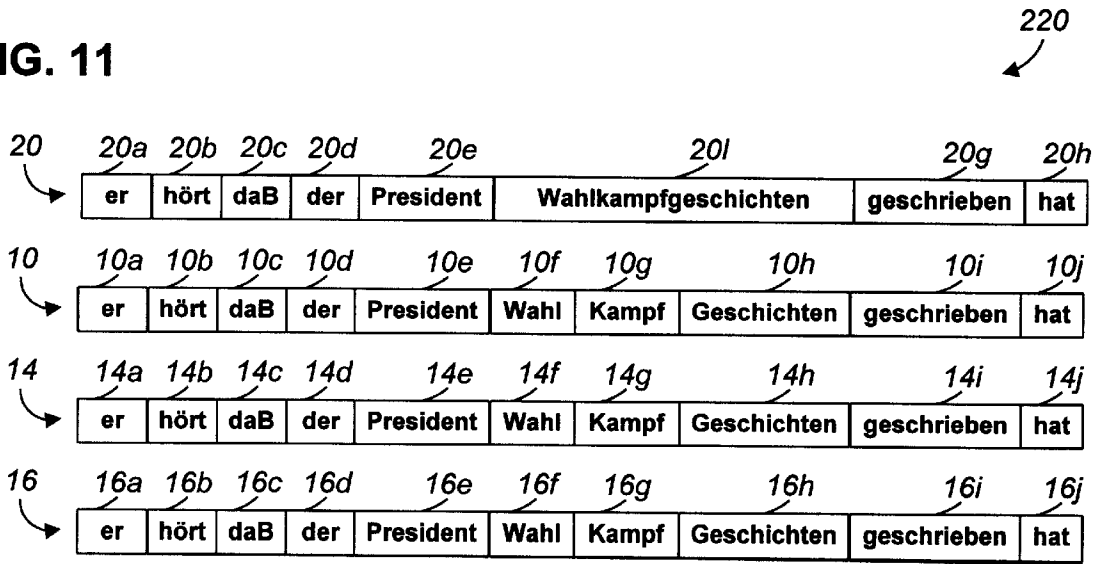 220
IG. 11
20 20a 20b 20c 20d 20e 20l 20g 20h
er hört daB der President Wahlkampfgeschichten geschrieben hat
10 10a 10b 10c 10d 10e 10f 10g 10h 10i 10j
er hört daB der President Wahl Kampf Geschichten geschrieben hat
14 14a 14b 14c 14d 14e 14f 14g 14h 14i 14j
er hört daB der President Wahl Kampf Geschichten geschrieben hat
16 16a 16b 16c 16d 16e 16f 16g 16h 16i 16j
er hört daB der President Wahl Kampf Geschichten geschrieben hat